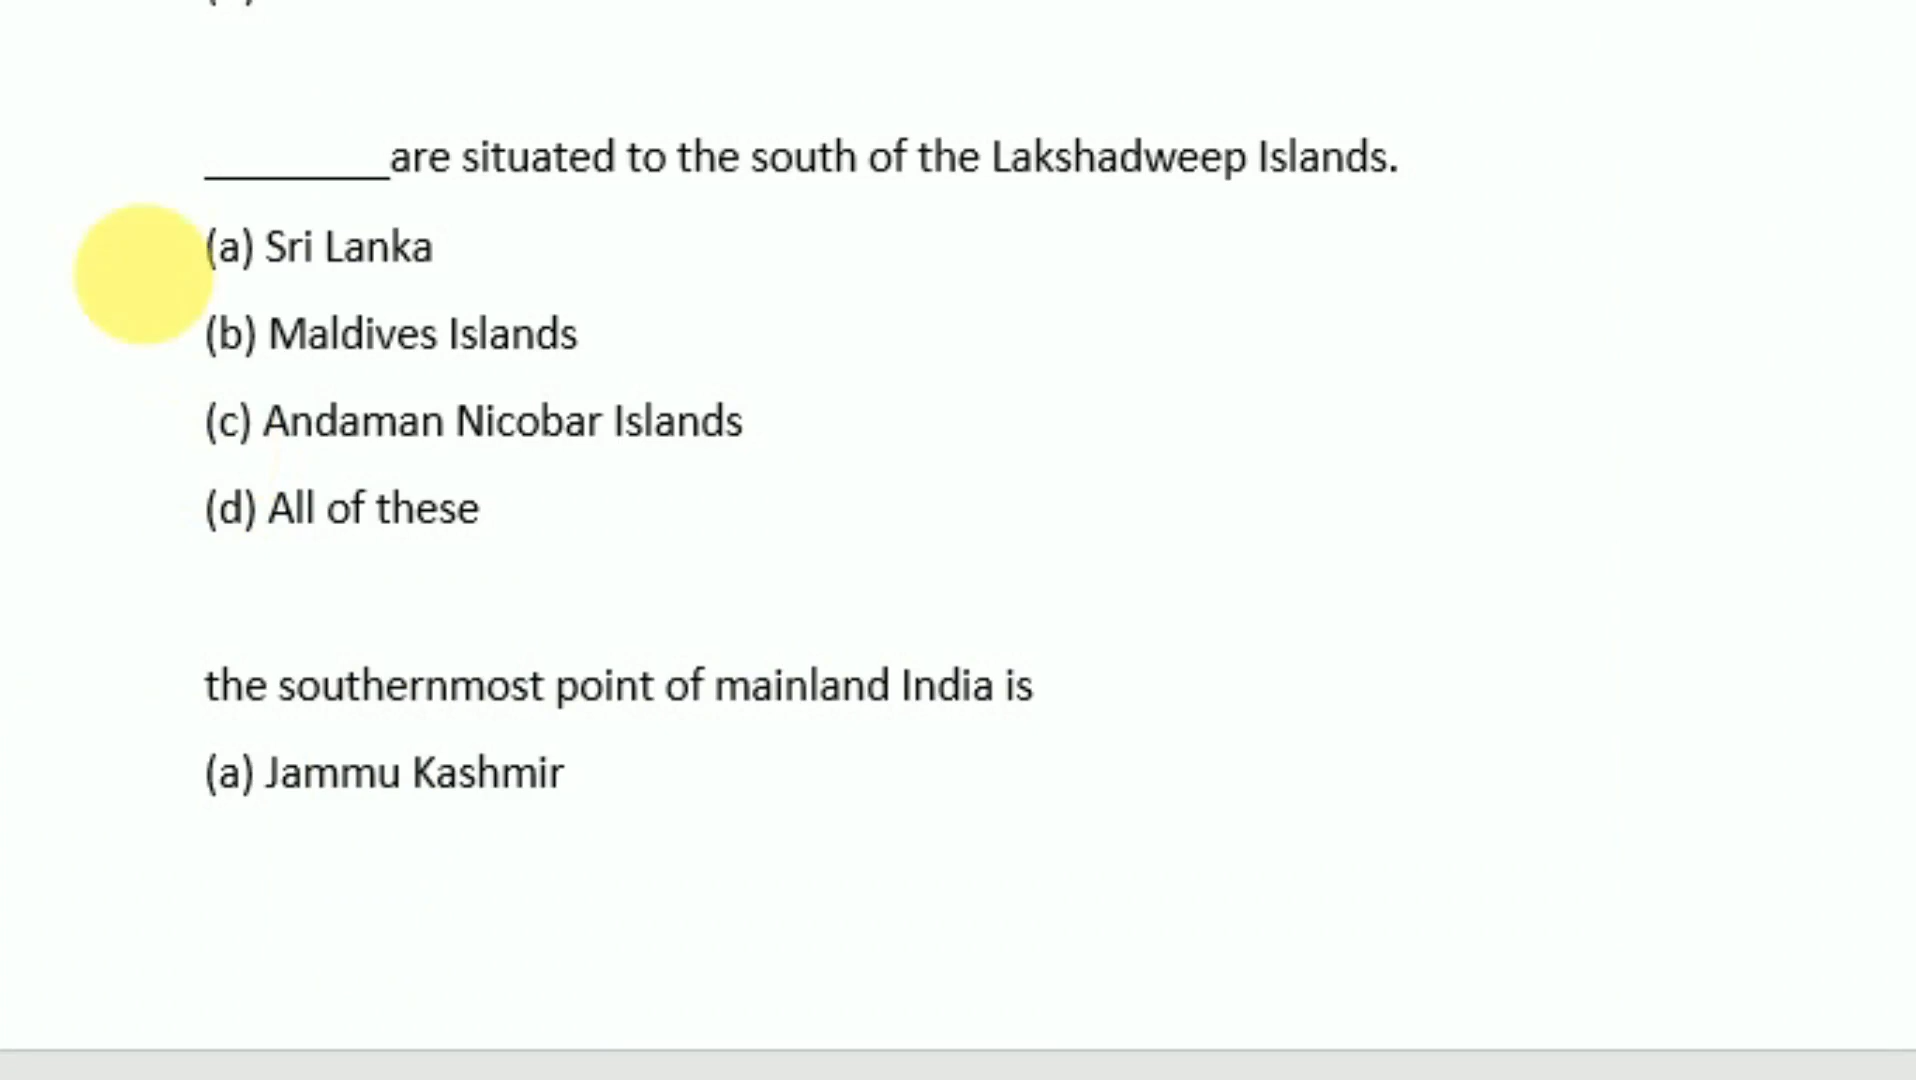 ________are situated to the south of the Lakshadweep Islands.
(a) Sri Lanka
(b) Maldives Islands
(c) Andaman Nicobar Islands
(d) All of these
the southernmost point of mainland India is
(a) Jammu Kashmir